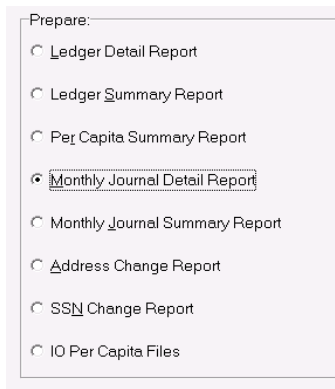 Prepare:
Ledger Detail Report
Ledger Summary Report
Per Capita Summary Report
Monthly Journal Detail Report
Monthly Journal Summary Report
Address Change Report
SSN Change Report
IO Per Capita Files